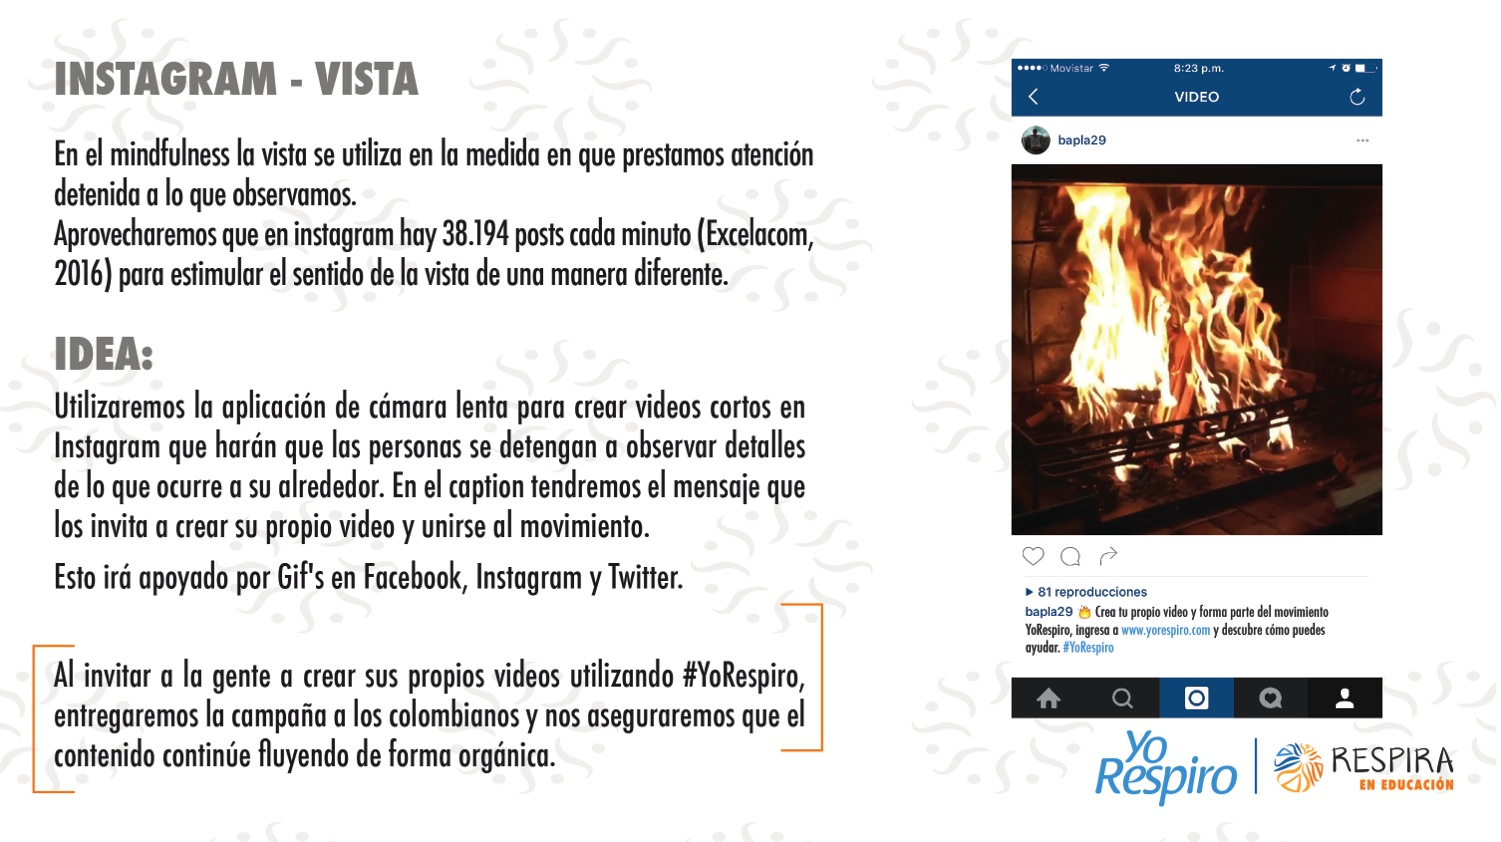 INSTAGRAM - VISTA
En el mindfulness la vista se utiliza en la medida en que prestamos atención
detenida a lo que observamos.
Aprovecharemos que en instagram hay 38.194 posts cada minuto (Excelacom,
2016) para estimular el sentido de la vista de una manera diferente.
IDEA:
Utilizaremos la aplicación de cámara lenta para crear videos cortos en
Instagram que harán que las personas se detengan a observar detalles
de lo que ocurre a su alrededor. En el caption tendremos el mensaje que
los invita a crear su propio video y unirse al movimiento.
Esto irá apoyado por Gif's en Facebook, Instagram y Twitter.
Al invitar a la gente a crear sus propios videos utilizando #YoRespiro,
entregaremos la campaña a los colombianos y nos aseguraremos que el
contenido continúe fluyendo de forma orgánica.
Movistar 8:23 p.m.
VIDEO
bapla29
81 reproducciones
bapla29 🔥 Crea tu propio video y forma parte del movimiento
YoRespiro, ingresa a www.yorespiro.com y descubre cómo puedes
ayudar. #YoRespiro
Yo
Respiro
RESPIRA
EN EDUCACIÓN